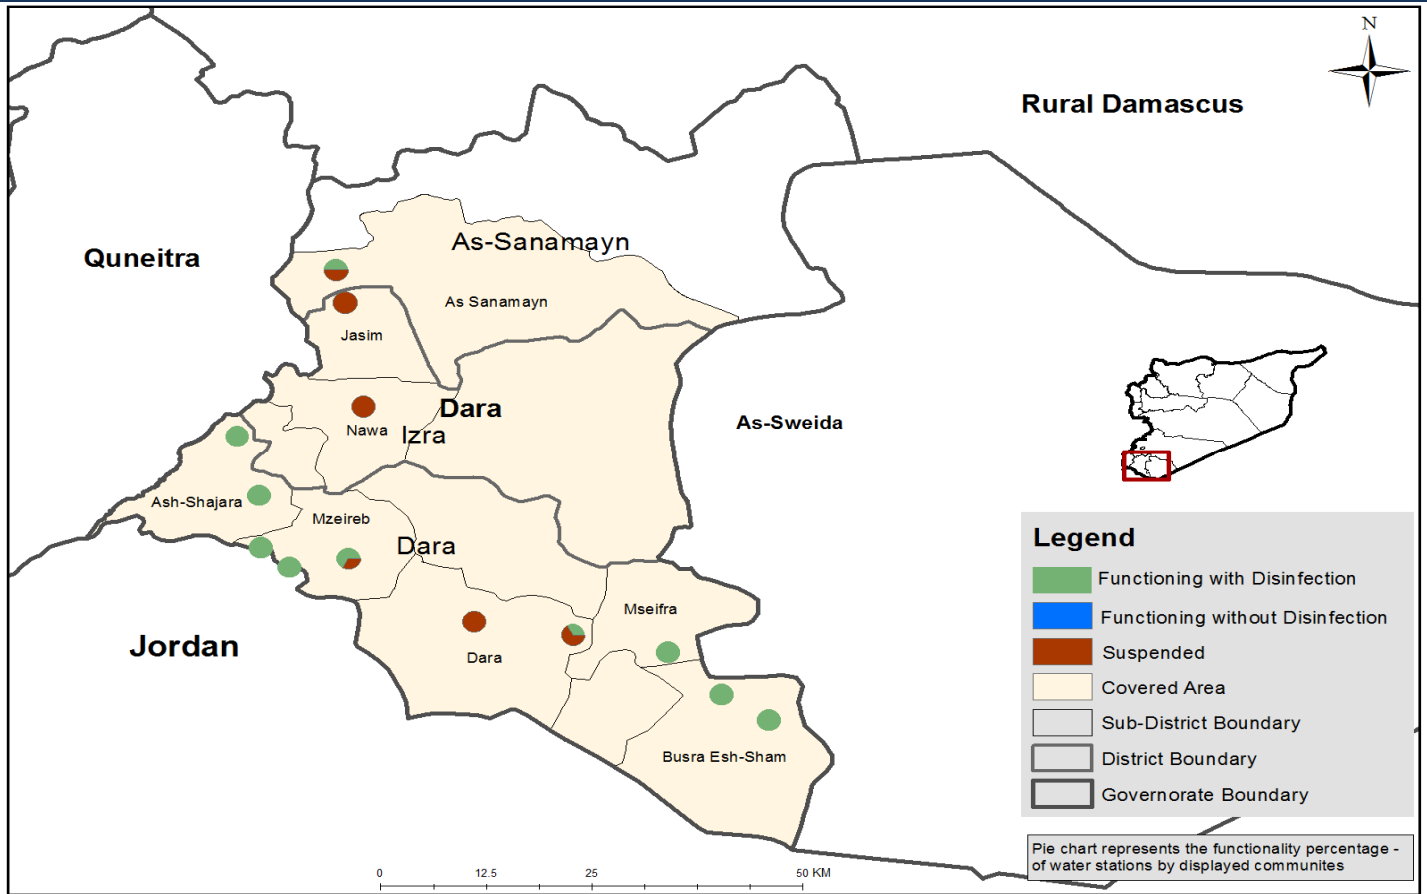 N
Rural Damascus
As-Sanamayn
Quneitra
As Sanamayn
Jasim
Dara
As-Sweida
Nawa
Izra
Ash-Shajara
Mzeireb
Dara
Mseifra
Jordan
Dara
Busra Esh-Sham
Legend
Functioning with Disinfection
Functioning without Disinfection
Suspended
Covered Area
Sub-District Boundary
District Boundary
Governorate Boundary
Pie chart represents the functionality percentage -
of water stations by displayed communites
0 12.5 25 50 KM